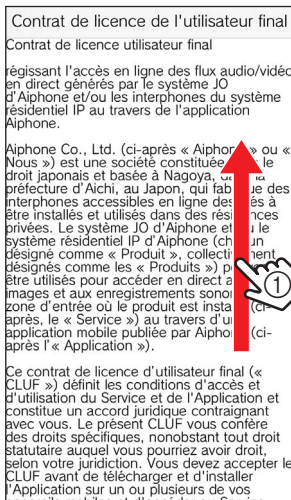 Contrat de licence de l'utilisateur final
Contrat de licence utilisateur final
régissant l'accès en ligne des flux audio/vidéo
en direct générés par le système JO
d'Aiphone et/ou les interphones du système
résidentiel IP au travers de l'application
Aiphone.
Aiphone Co., Ltd. (ci-après « Aiphone » ou «
Nous ») est une société constituée le
droit japonais et basée à Nagoya, dans la
préfecture d'Aichi, au Japon, qui fabrique des
interphones accessibles en ligne destinés à
être installés et utilisés dans des résidences
privées. Le système JO d'Aiphone et le
système résidentiel IP d'Aiphone (chacun
désigné comme « Produit », collectivement
désignés comme les « Produits ») peuvent
être utilisés pour accéder en direct aux
images et aux enregistrements sonores
zone d'entrée où le produit est installé (ci-
après, le « Service ») au travers d'une
application mobile publiée par Aiphone (ci-
après l'« Application »).
Ce contrat de licence d'utilisateur final («
CLUF ») définit les conditions d'accès et
d'utilisation du Service et de l'Application et
constitue un accord juridique contraignant
avec vous. Le présent CLUF vous confère
des droits spécifiques, nonobstant tout droit
statutaire auquel vous pourriez avoir droit,
selon votre juridiction. Vous devez accepter le
CLUF avant de télécharger et d'installer
l'Application sur un ou plusieurs de vos
1